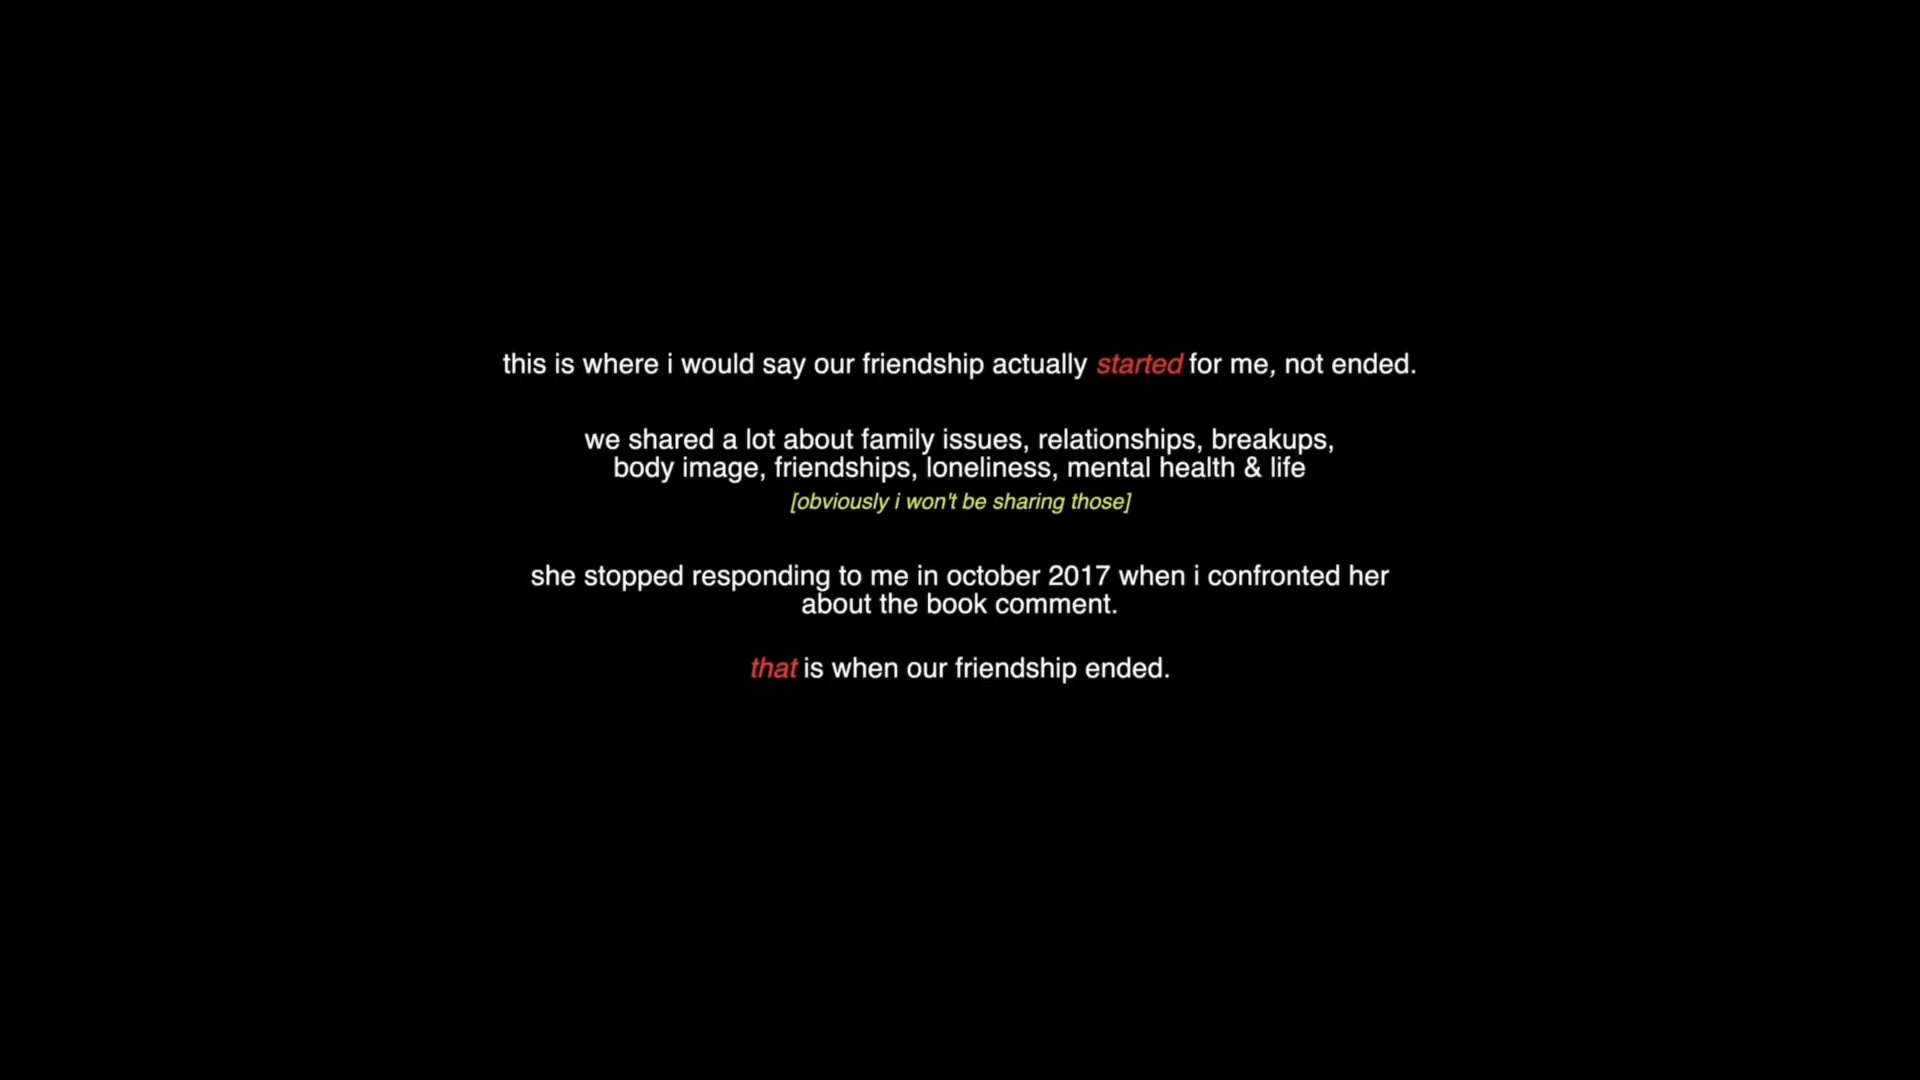 this is where i would say our friendship actually started for me, not ended.
we shared a lot about family issues, relationships, breakups,
body image, friendships, loneliness, mental health & life
[obviously i won't be sharing those]
she stopped responding to me in october 2017 when i confronted her
about the book comment.
that is when our friendship ended.